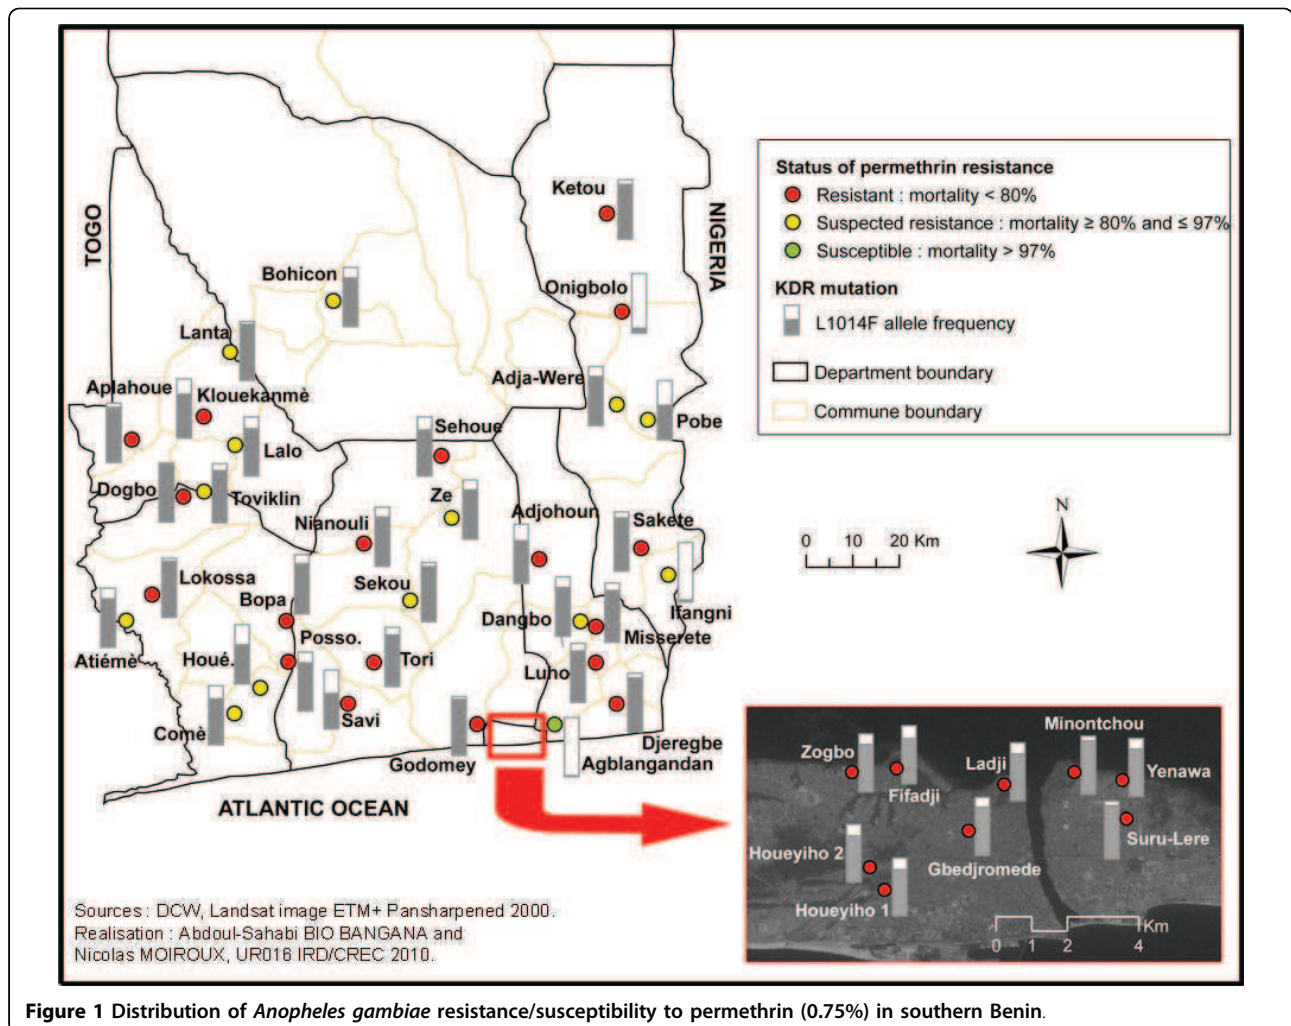 TOGO
NIGERIA
Ketou
Bohicon
Onigbolo
Lanta
Aplahoue
Klouekanmè
Adja-Were
Pobe
Sehoue
Lalo
Dogbo
Toviklin
Ze
Nianouli
Adjohoun
Sakete
Lokossa
Bopa
Sekou
Ifangni
Dangbo
Misserete
Atiémè
Houé.
Posso.
Tori
Luho
Comè
Savi
Godomey
Djeregbe
Agblangandan
ATLANTIC OCEAN
Status of permethrin resistance
Resistant : mortality < 80%
Suspected resistance : mortality ≥ 80% and ≤ 97%
Susceptible : mortality > 97%
KDR mutation
L1014F allele frequency
Department boundary
Commune boundary
0 10 20 Km
N
Minontchou
Zogbo
Ladji
Yenawa
Fifadji
Suru-Lere
Houeyiho 2
Gbedjromede
Houeyiho 1
Km
0 1 2 4
Sources : DCW, Landsat image ETM+ Pansharpened 2000.
Realisation : Abdoul-Sahabi BIO BANGANA and
Nicolas MOIROUX, UR016 IRD/CREC 2010.
Figure 1 Distribution of Anopheles gambiae resistance/susceptibility to permethrin (0.75%) in southern Benin.